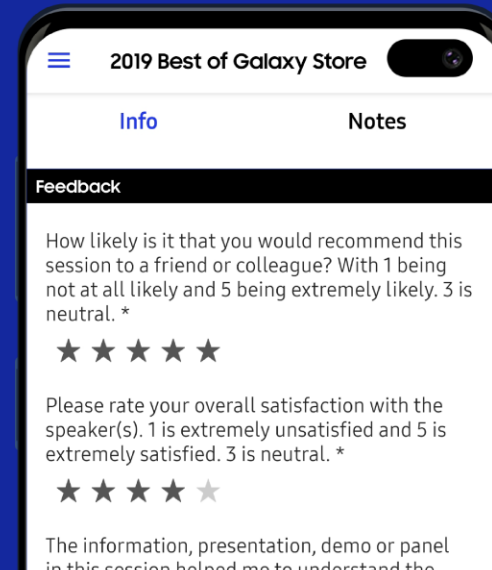 2019 Best of Galaxy Store
Info
Notes
Feedback
How likely is it that you would recommend this
session to a friend or colleague? With 1 being
not at all likely and 5 being extremely likely. 3 is
neutral. *
Please rate your overall satisfaction with the
speaker(s). 1 is extremely unsatisfied and 5 is
extremely satisfied. 3 is neutral. *
The information, presentation, demo or panel
in this session helped me to understand the